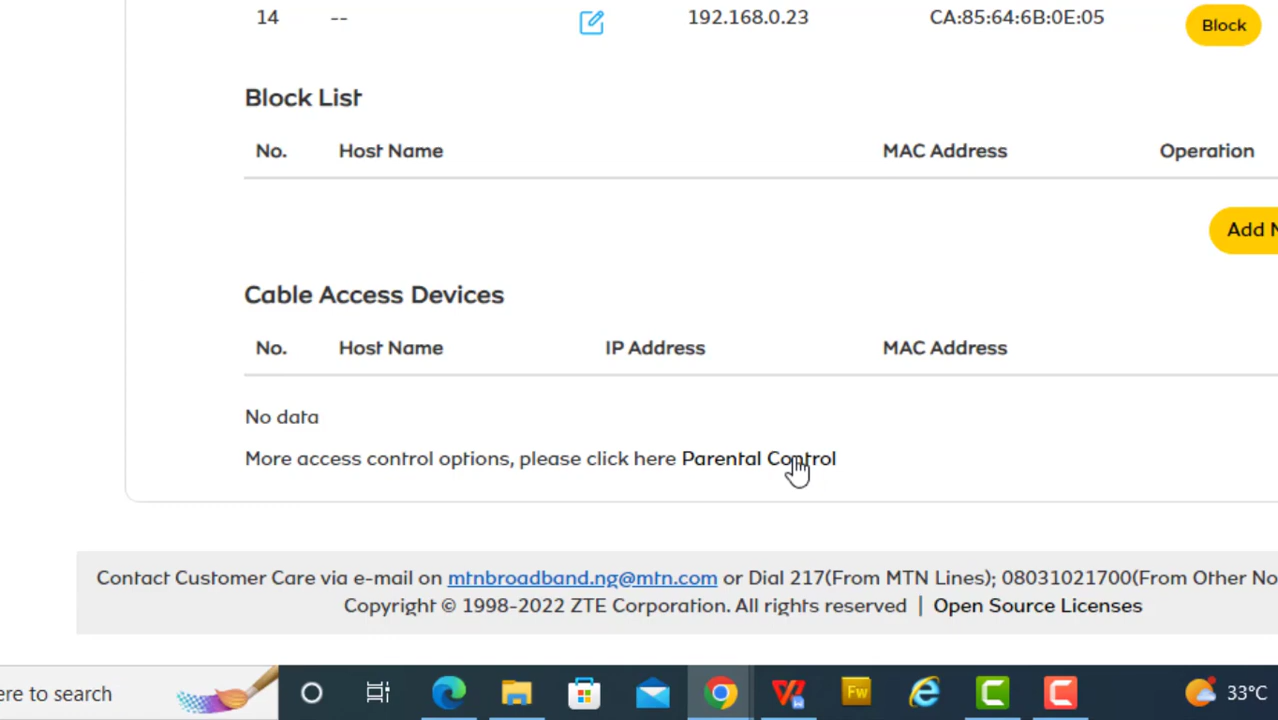 14 -- 192.168.0.23 CA:85:64:6B:0E:05 Block
Block List
No. Host Name MAC Address Operation
Add N
Cable Access Devices
No. Host Name IP Address MAC Address
No data
More access control options, please click here Parental Control
Contact Customer Care via e-mail on mtnbroadband.ng@mtn.com or Dial 217(From MTN Lines); 08031021700(From Other No
Copyright © 1998-2022 ZTE Corporation. All rights reserved | Open Source Licenses
ere to search Fw 33°C